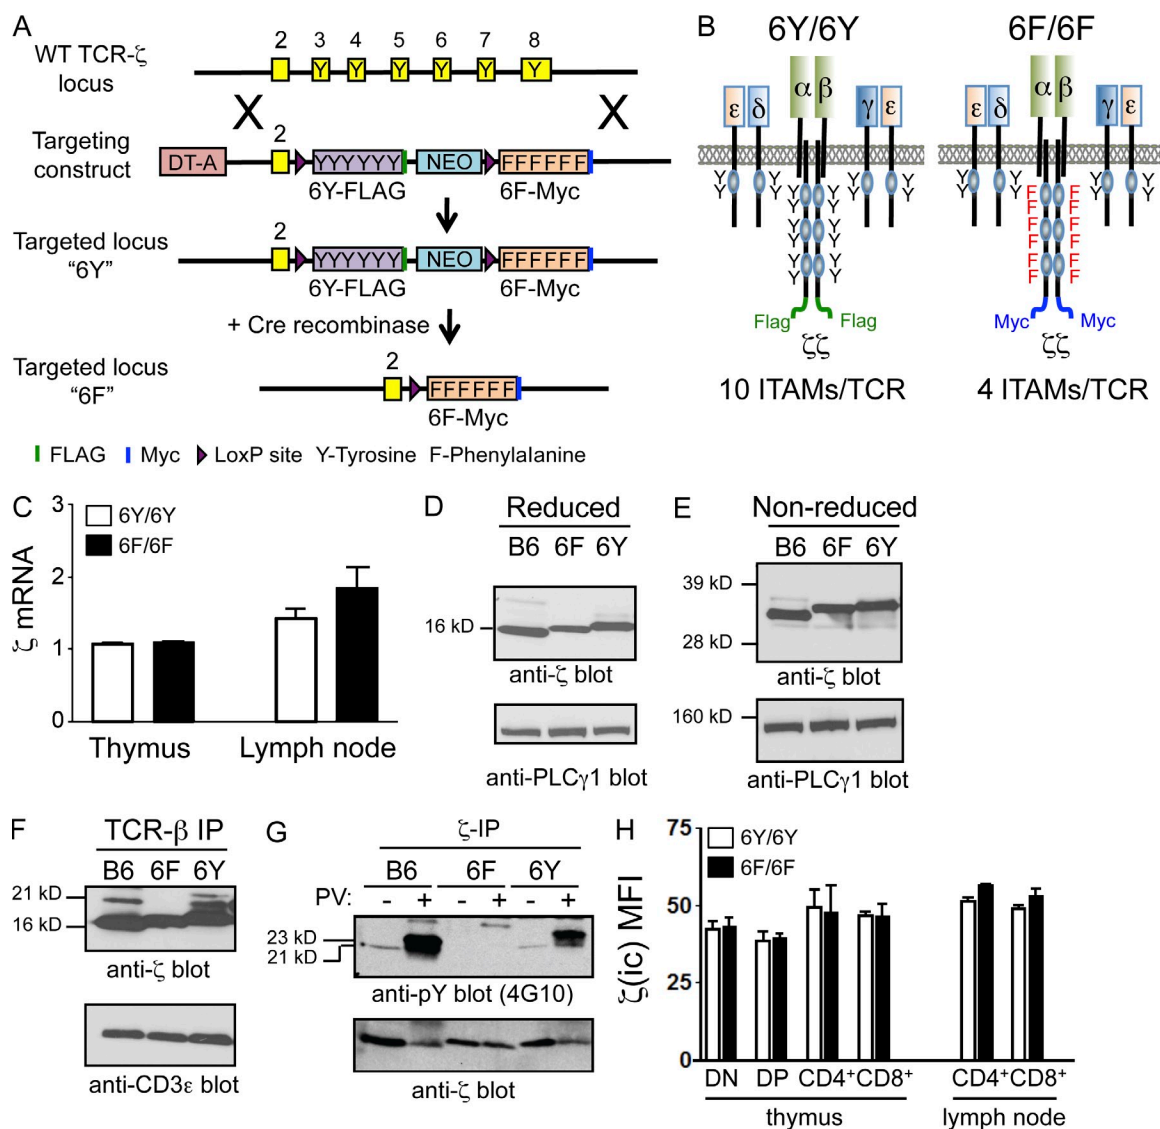 A
WT TCR-ζ
locus
2 3 4 5 6 7 8
Y Y Y Y Y Y
X X
Targeting
construct
DT-A
2
YYYYYY NEO FFFFFF
6Y-FLAG 6F-Myc
Targeted locus
“6Y”
2
YYYYYY NEO FFFFFF
6Y-FLAG 6F-Myc
+ Cre recombinase
Targeted locus
“6F”
2
FFFFFF
6F-Myc
FLAG Myc LoxP site Y-Tyrosine F-Phenylalanine
B
6Y/6Y 6F/6F
ε δ α β γ ε ε δ α β γ ε
Y Y Y Y Y Y Y Y
Y Y Y Y Y Y F F F F F F
Y Y Y Y Y Y F F F F F F
Flag Flag Myc Myc
ζζ ζζ
10 ITAMs/TCR 4 ITAMs/TCR
C
6Y/6Y
6F/6F
ζ mRNA
3
2
1
0
Thymus Lymph node
D
Reduced
B6 6F 6Y
16 kD
anti-ζ blot
anti-PLCγ1 blot
E
Non-reduced
B6 6F 6Y
39 kD
28 kD
anti-ζ blot
160 kD
anti-PLCγ1 blot
F
TCR-β IP
B6 6F 6Y
21 kD
16 kD
anti-ζ blot
anti-CD3ε blot
G
ζ-IP
B6 6F 6Y
PV: - + - + - +
23 kD
21 kD
anti-pY blot (4G10)
anti-ζ blot
H
6Y/6Y
6F/6F
ζ(ic) MFI
75
50
25
0
DN DP CD4+CD8+ CD4+CD8+
thymus lymph node